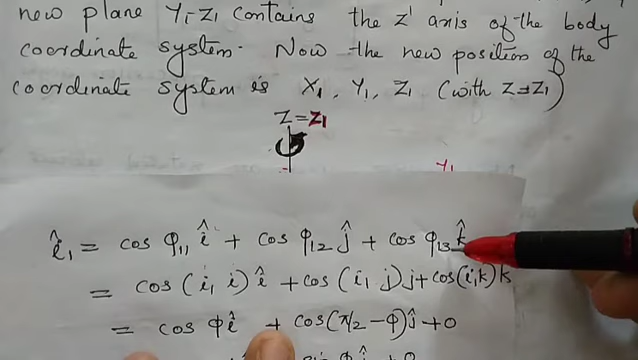 new plane Y₁-Z₁ contains the z' axis of the body
coordinate system. Now the new position of the
coordinate system is X₁, Y₁, Z₁ (with Z=Z₁)
Z=Z₁
Y₁
î₁ = cos φ₁₁ î + cos φ₁₂ ĵ + cos φ₁₃ k̂
= cos (i₁ i) î + cos (i₁ j) j + cos(i₁k) k
= cos φ î + cos(π/2 - φ) ĵ + 0